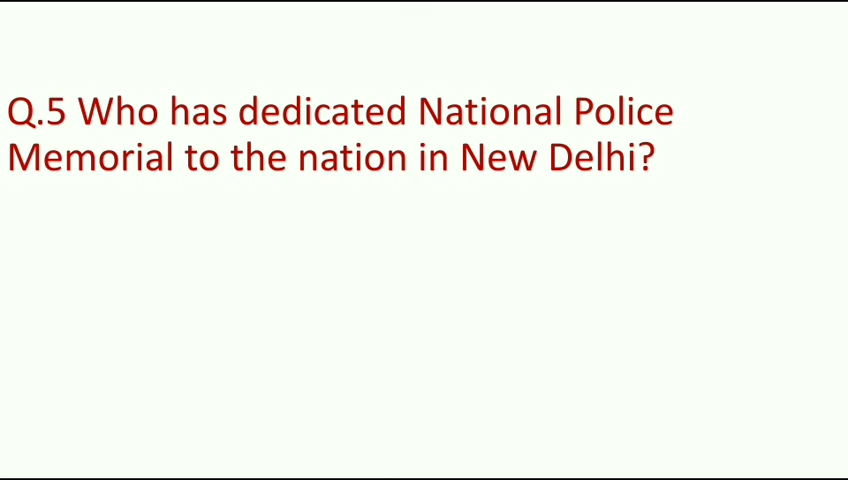 Q.5 Who has dedicated National Police
Memorial to the nation in New Delhi?